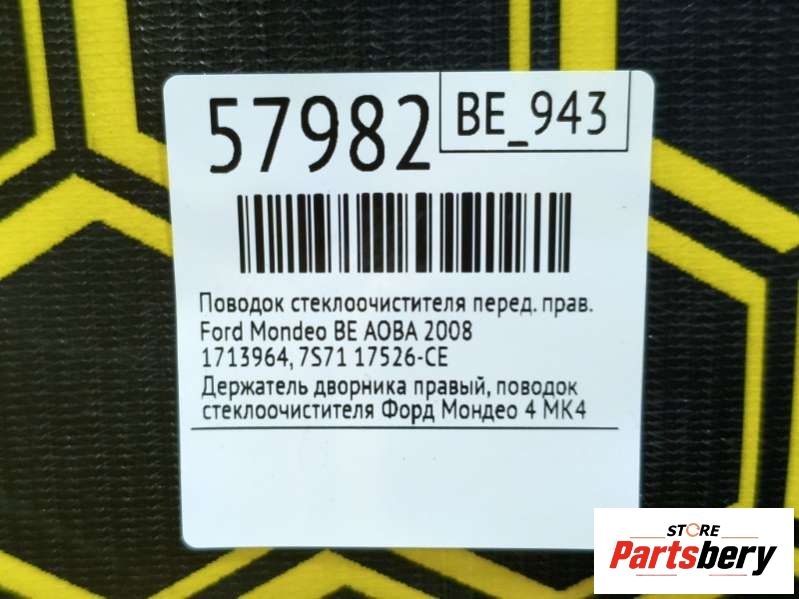 57982
BE_943
Поводок стеклоочистителя перед. прав.
Ford Mondeo BE AOBA 2008
1713964, 7S71 17526-CE
Держатель дворника правый, поводок
стеклоочистителя Форд Мондео 4 МК4
STORE
Partsbery